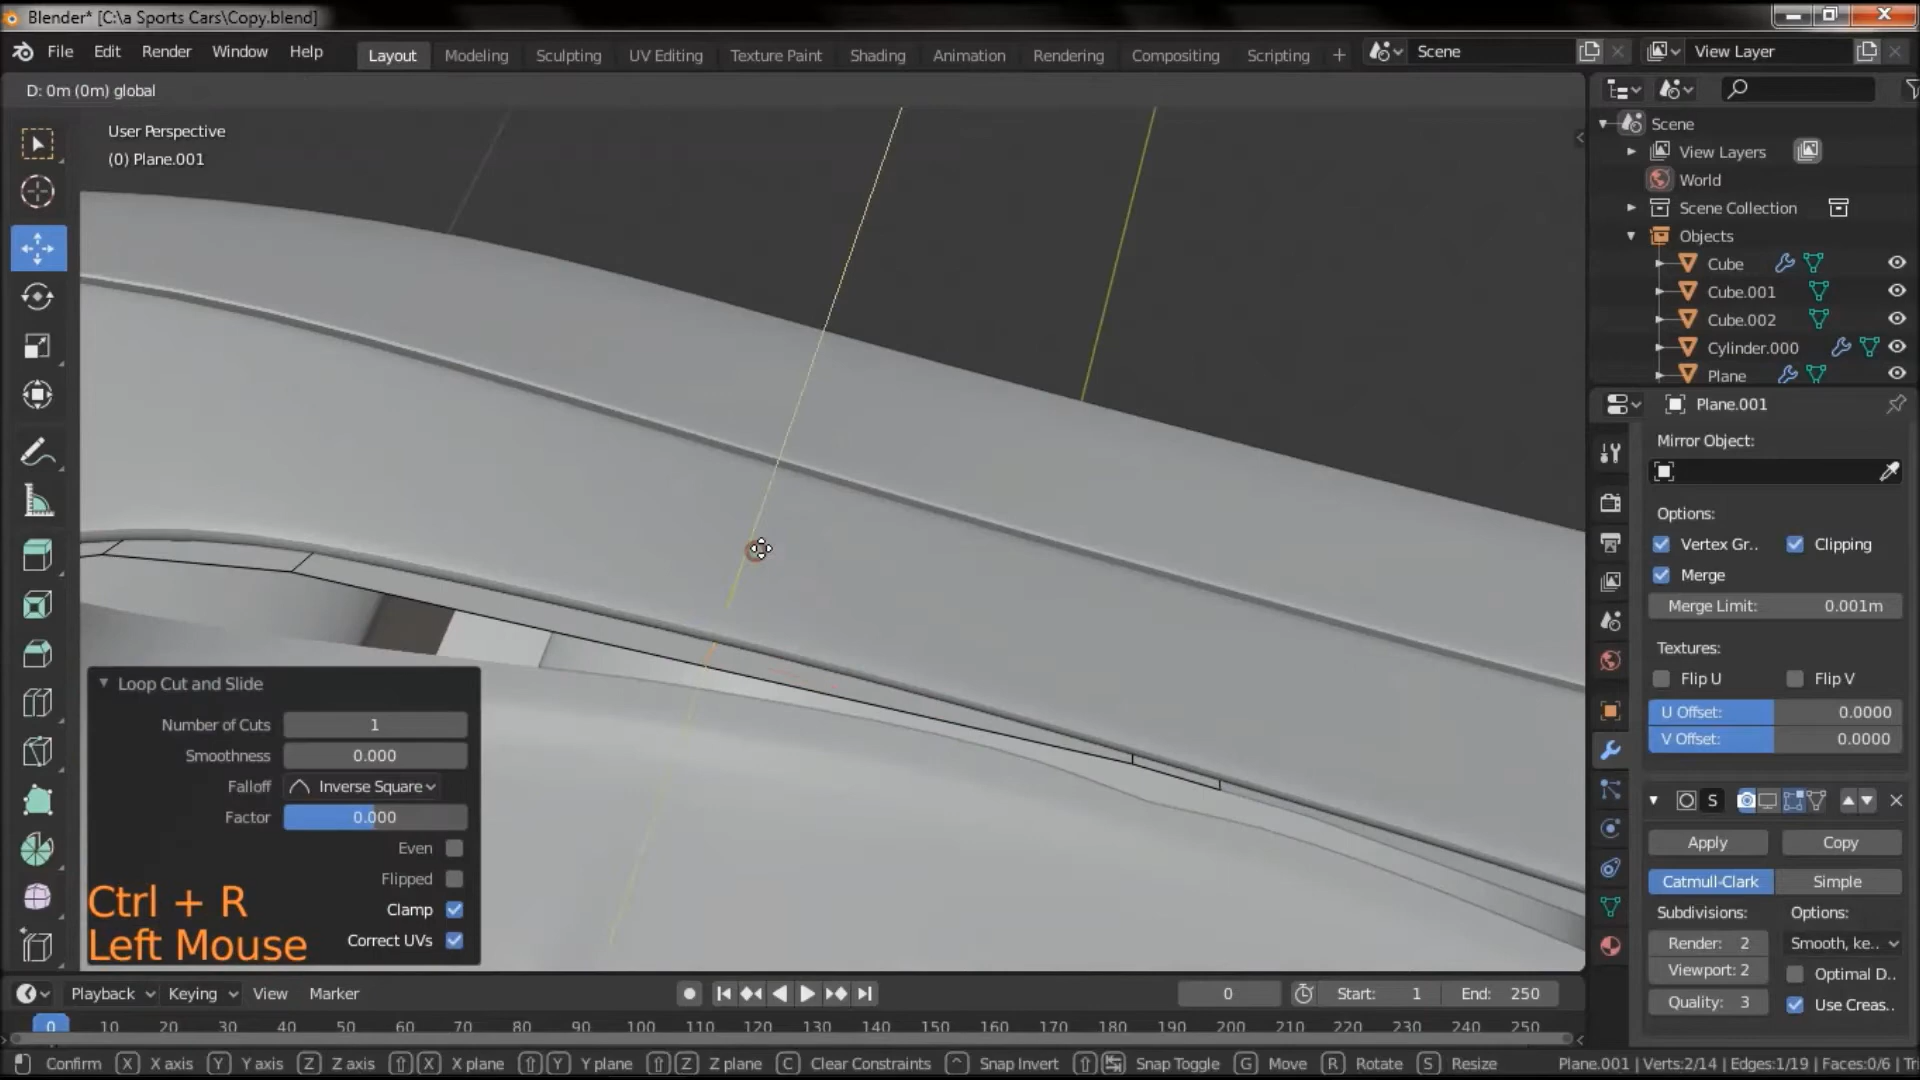 Blender* [C:\a Sports Cars\Copy.blend]
File Edit Render Window Help Layout Modeling Sculpting UV Editing Texture Paint Shading Animation Rendering Compositing Scripting + Scene View Layer
D: 0m (0m) global
User Perspective
(0) Plane.001
Scene
View Layers
World
Scene Collection
Objects
Cube
Cube.001
Cube.002
Cylinder.000
Plane
Plane.001
Mirror Object:
Options:
Vertex Gr.. Clipping
Merge
Merge Limit: 0.001m
Textures:
Flip U Flip V
U Offset: 0.0000
V Offset: 0.0000
S
Apply Copy
Catmull-Clark Simple
Subdivisions: Options:
Render: 2 Smooth, ke..
Viewport: 2 Optimal D..
Quality: 3 Use Creas..
Loop Cut and Slide
Number of Cuts 1
Smoothness 0.000
Falloff Inverse Square
Factor 0.000
Even
Flipped
Clamp
Correct UVs
Ctrl + R
Left Mouse
Playback Keying View Marker 0 Start: 1 End: 250
0 10 20 30 40 50 60 70 80 90 100 110 120 130 140 150 160 170 180 190 200 210 220 230 240 250
Confirm X X axis Y Y axis Z Z axis X X plane Y Y plane Z Z plane C Clear Constraints ^ Snap Invert Snap Toggle G Move R Rotate S Resize Plane.001 | Verts:2/14 | Edges:1/19 | Faces:0/6 | Tri